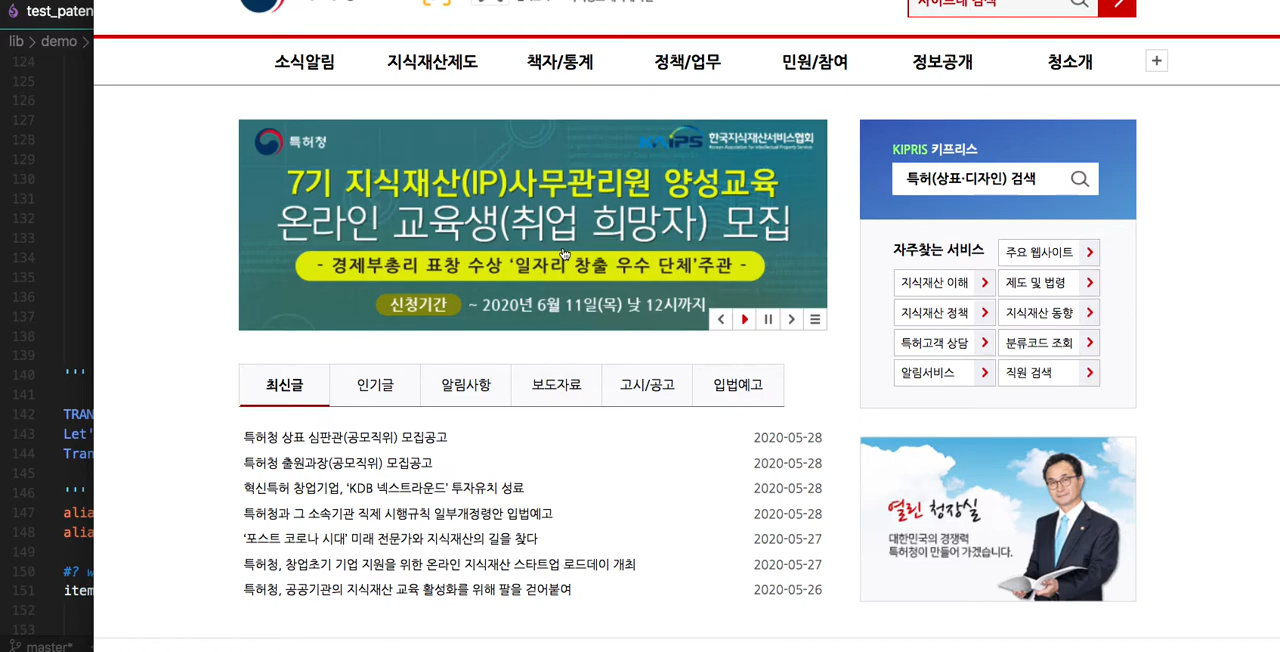 test_paten
lib > demo >
124
125
126
127
128
129
130
131
132
133
134
135
136
137
138
139
140 '''
141
142 TRAN
143 Let'
144 Tran
145
146 '''
147 alia
148 alia
149
150 #? w
151 item
152
153
master*
사이트내 검색
소식알림 지식재산제도 책자/통계 정책/업무 민원/참여 정보공개 청소개 +
특허청
한국지식재산서비스협회
Korean Association for Intellectual Property Service
7기 지식재산(IP)사무관리원 양성교육
온라인 교육생(취업 희망자) 모집
- 경제부총리 표창 수상 ‘일자리 창출 우수 단체’주관 -
신청기간 ~ 2020년 6월 11일(목) 낮 12시까지
KIPRIS 키프리스
특허(상표·디자인) 검색
자주찾는 서비스 주요 웹사이트
지식재산 이해 제도 및 법령
지식재산 정책 지식재산 동향
특허고객 상담 분류코드 조회
알림서비스 직원 검색
최신글 인기글 알림사항 보도자료 고시/공고 입법예고
특허청 상표 심판관(공모직위) 모집공고 2020-05-28
특허청 출원과장(공모직위) 모집공고 2020-05-28
혁신특허 창업기업, ‘KDB 넥스트라운드’ 투자유치 성료 2020-05-28
특허청과 그 소속기관 직제 시행규칙 일부개정령안 입법예고 2020-05-28
‘포스트 코로나 시대’ 미래 전문가와 지식재산의 길을 찾다 2020-05-27
특허청, 창업초기 기업 지원을 위한 온라인 지식재산 스타트업 로드데이 개최 2020-05-27
특허청, 공공기관의 지식재산 교육 활성화를 위해 팔을 걷어붙여 2020-05-26
열린 청장실
대한민국의 경쟁력
특허청이 만들어 가겠습니다.